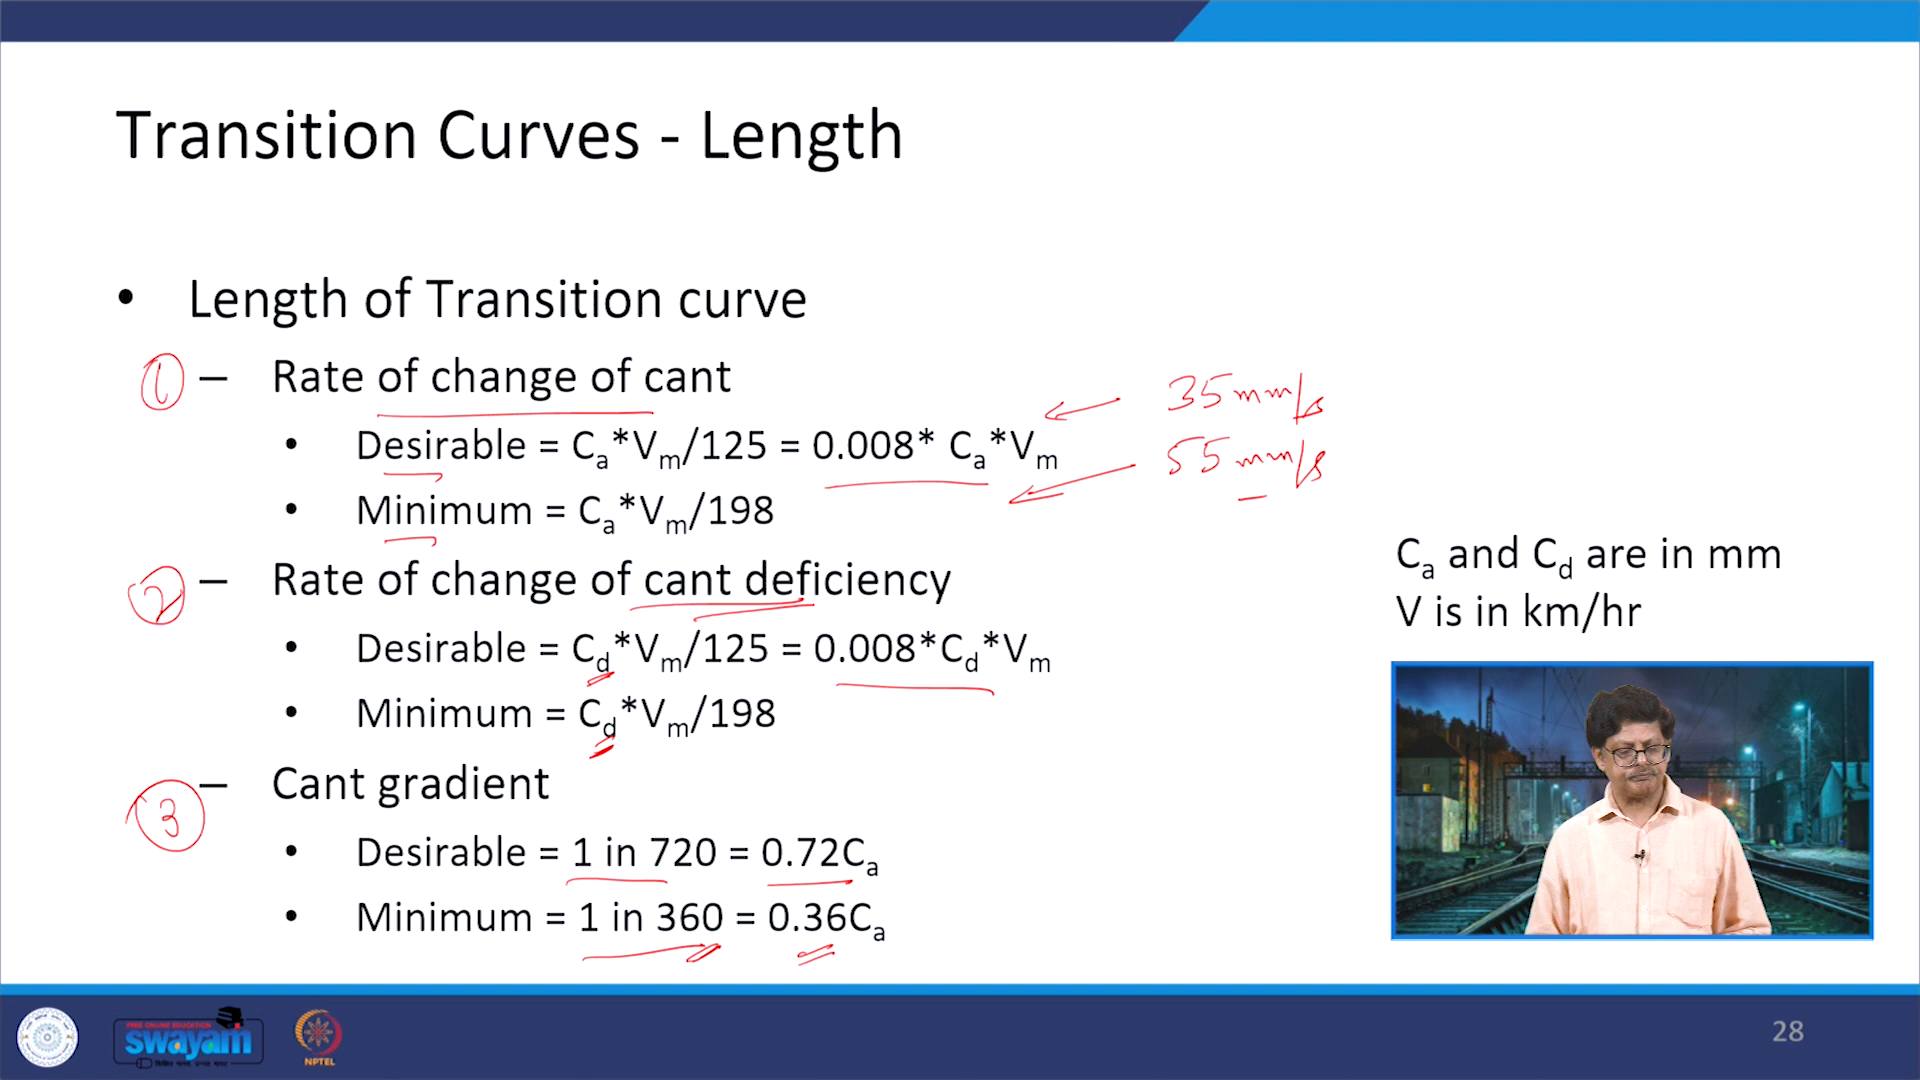 Transition Curves - Length
• Length of Transition curve
① – Rate of change of cant
35 mm/s
• Desirable = Ca*Vm/125 = 0.008* Ca*Vm
55 mm/s
• Minimum = Ca*Vm/198
② – Rate of change of cant deficiency
• Desirable = Cd*Vm/125 = 0.008*Cd*Vm
• Minimum = Cd*Vm/198
③ – Cant gradient
• Desirable = 1 in 720 = 0.72Ca
• Minimum = 1 in 360 = 0.36Ca
Ca and Cd are in mm
V is in km/hr
FREE ONLINE EDUCATION
swayam
NPTEL
28